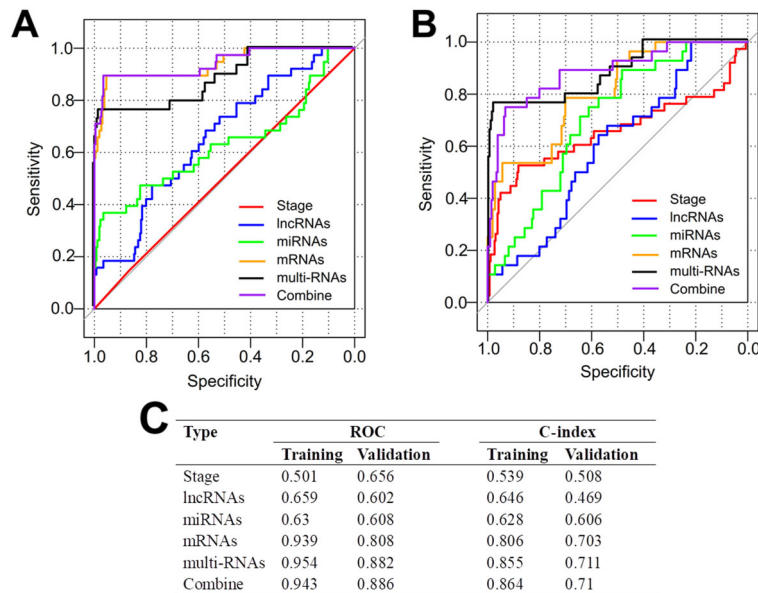 A
1.0
0.8
0.6
0.4
0.2
0.0
Sensitivity
Stage
lncRNAs
miRNAs
mRNAs
multi-RNAs
Combine
1.0 0.8 0.6 0.4 0.2 0.0
Specificity
B
1.0
0.8
0.6
0.4
0.2
0.0
Sensitivity
Stage
lncRNAs
miRNAs
mRNAs
multi-RNAs
Combine
1.0 0.8 0.6 0.4 0.2 0.0
Specificity
C
Type ROC C-index
Training Validation Training Validation
Stage 0.501 0.656 0.539 0.508
lncRNAs 0.659 0.602 0.646 0.469
miRNAs 0.63 0.608 0.628 0.606
mRNAs 0.939 0.808 0.806 0.703
multi-RNAs 0.954 0.882 0.855 0.711
Combine 0.943 0.886 0.864 0.71